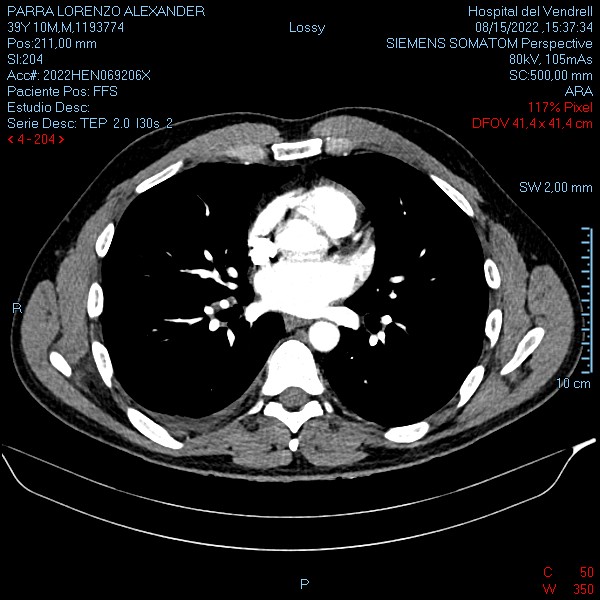 PARRA LORENZO ALEXANDER
39Y 10M,M,1193774
Pos:211,00 mm
SI:204
Acc#: 2022HEN069206X
Paciente Pos: FFS
Estudio Desc:
Serie Desc: TEP 2.0 I30s 2
< 4 - 204 >
Lossy
Hospital del Vendrell
08/15/2022 ,15:37:34
SIEMENS SOMATOM Perspective
80kV, 105mAs
SC:500,00 mm
ARA
117% Pixel
DFOV 41,4 x 41,4 cm
SW 2,00 mm
R
10 cm
P
C 50
W 350